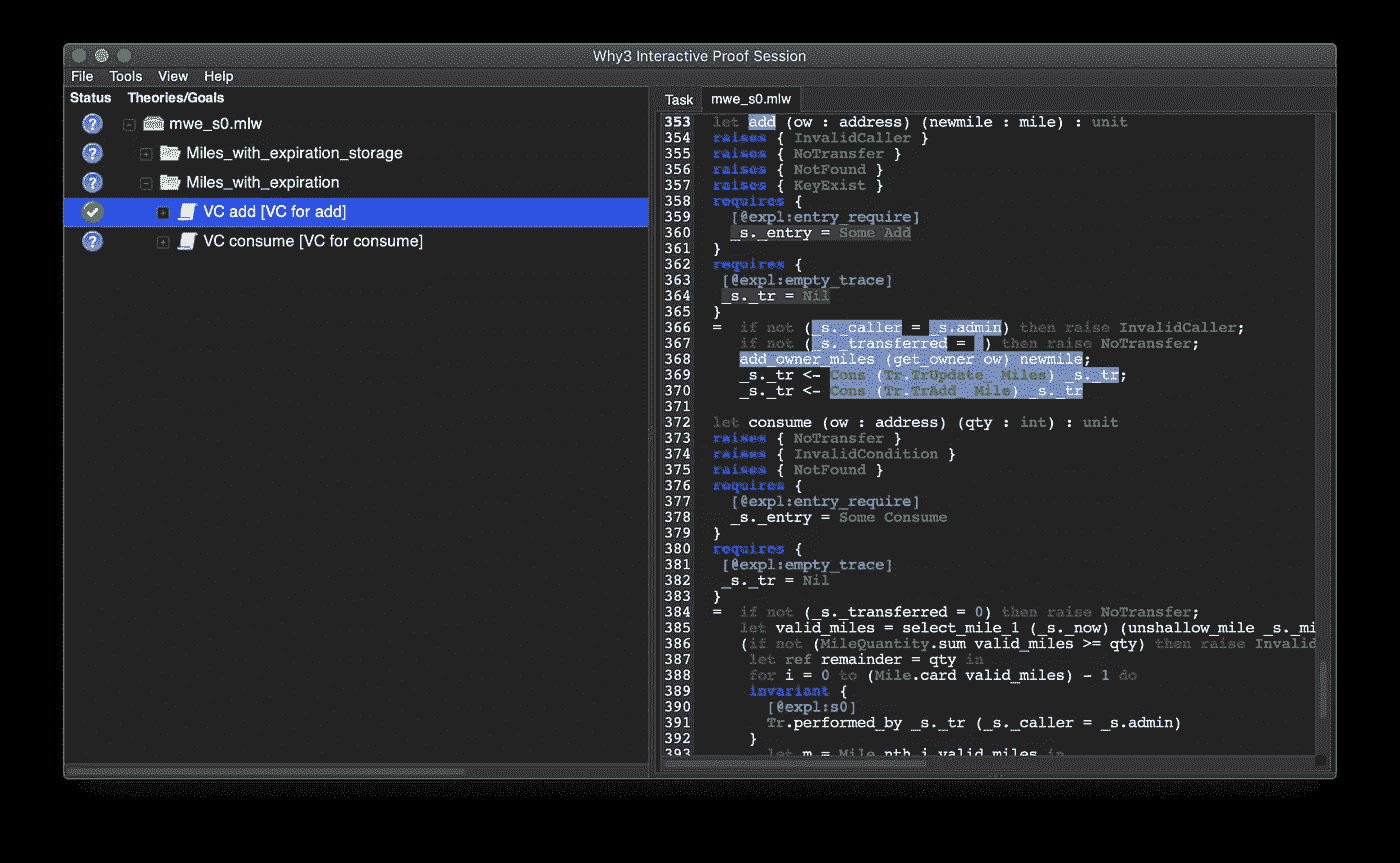 Why3 Interactive Proof Session
File Tools View Help
Status Theories/Goals
mwe_s0.mlw
Miles_with_expiration_storage
Miles_with_expiration
VC add [VC for add]
VC consume [VC for consume]
Task mwe_s0.mlw
353 let add (ow : address) (newmile : mile) : unit
354 raises { InvalidCaller }
355 raises { NoTransfer }
356 raises { NotFound }
357 raises { KeyExist }
358 requires {
359 [@expl:entry_require]
360 _s._entry = Some Add
361 }
362 requires {
363 [@expl:empty_trace]
364 _s._tr = Nil
365 }
366 = if not (_s._caller = _s.admin) then raise InvalidCaller;
367 if not (_s._transferred = ) then raise NoTransfer;
368 add_owner_miles (get_owner ow) newmile;
369 _s._tr <- Cons (Tr.TrUpdate _Miles) _s._tr;
370 _s._tr <- Cons (Tr.TrAdd _Mile) _s._tr
371
372 let consume (ow : address) (qty : int) : unit
373 raises { NoTransfer }
374 raises { InvalidCondition }
375 raises { NotFound }
376 requires {
377 [@expl:entry_require]
378 _s._entry = Some Consume
379 }
380 requires {
381 [@expl:empty_trace]
382 _s._tr = Nil
383 }
384 = if not (_s._transferred = 0) then raise NoTransfer;
385 let valid_miles = select_mile_1 (_s._now) (unshallow_mile _s._mi
386 (if not (MileQuantity.sum valid_miles >= qty) then raise Invalid
387 let ref remainder = qty in
388 for i = 0 to (Mile.card valid_miles) - 1 do
389 invariant {
390 [@expl:s0]
391 Tr.performed_by _s._tr (_s._caller = _s.admin)
392 }
393 let m = Mile.nth i valid_miles in